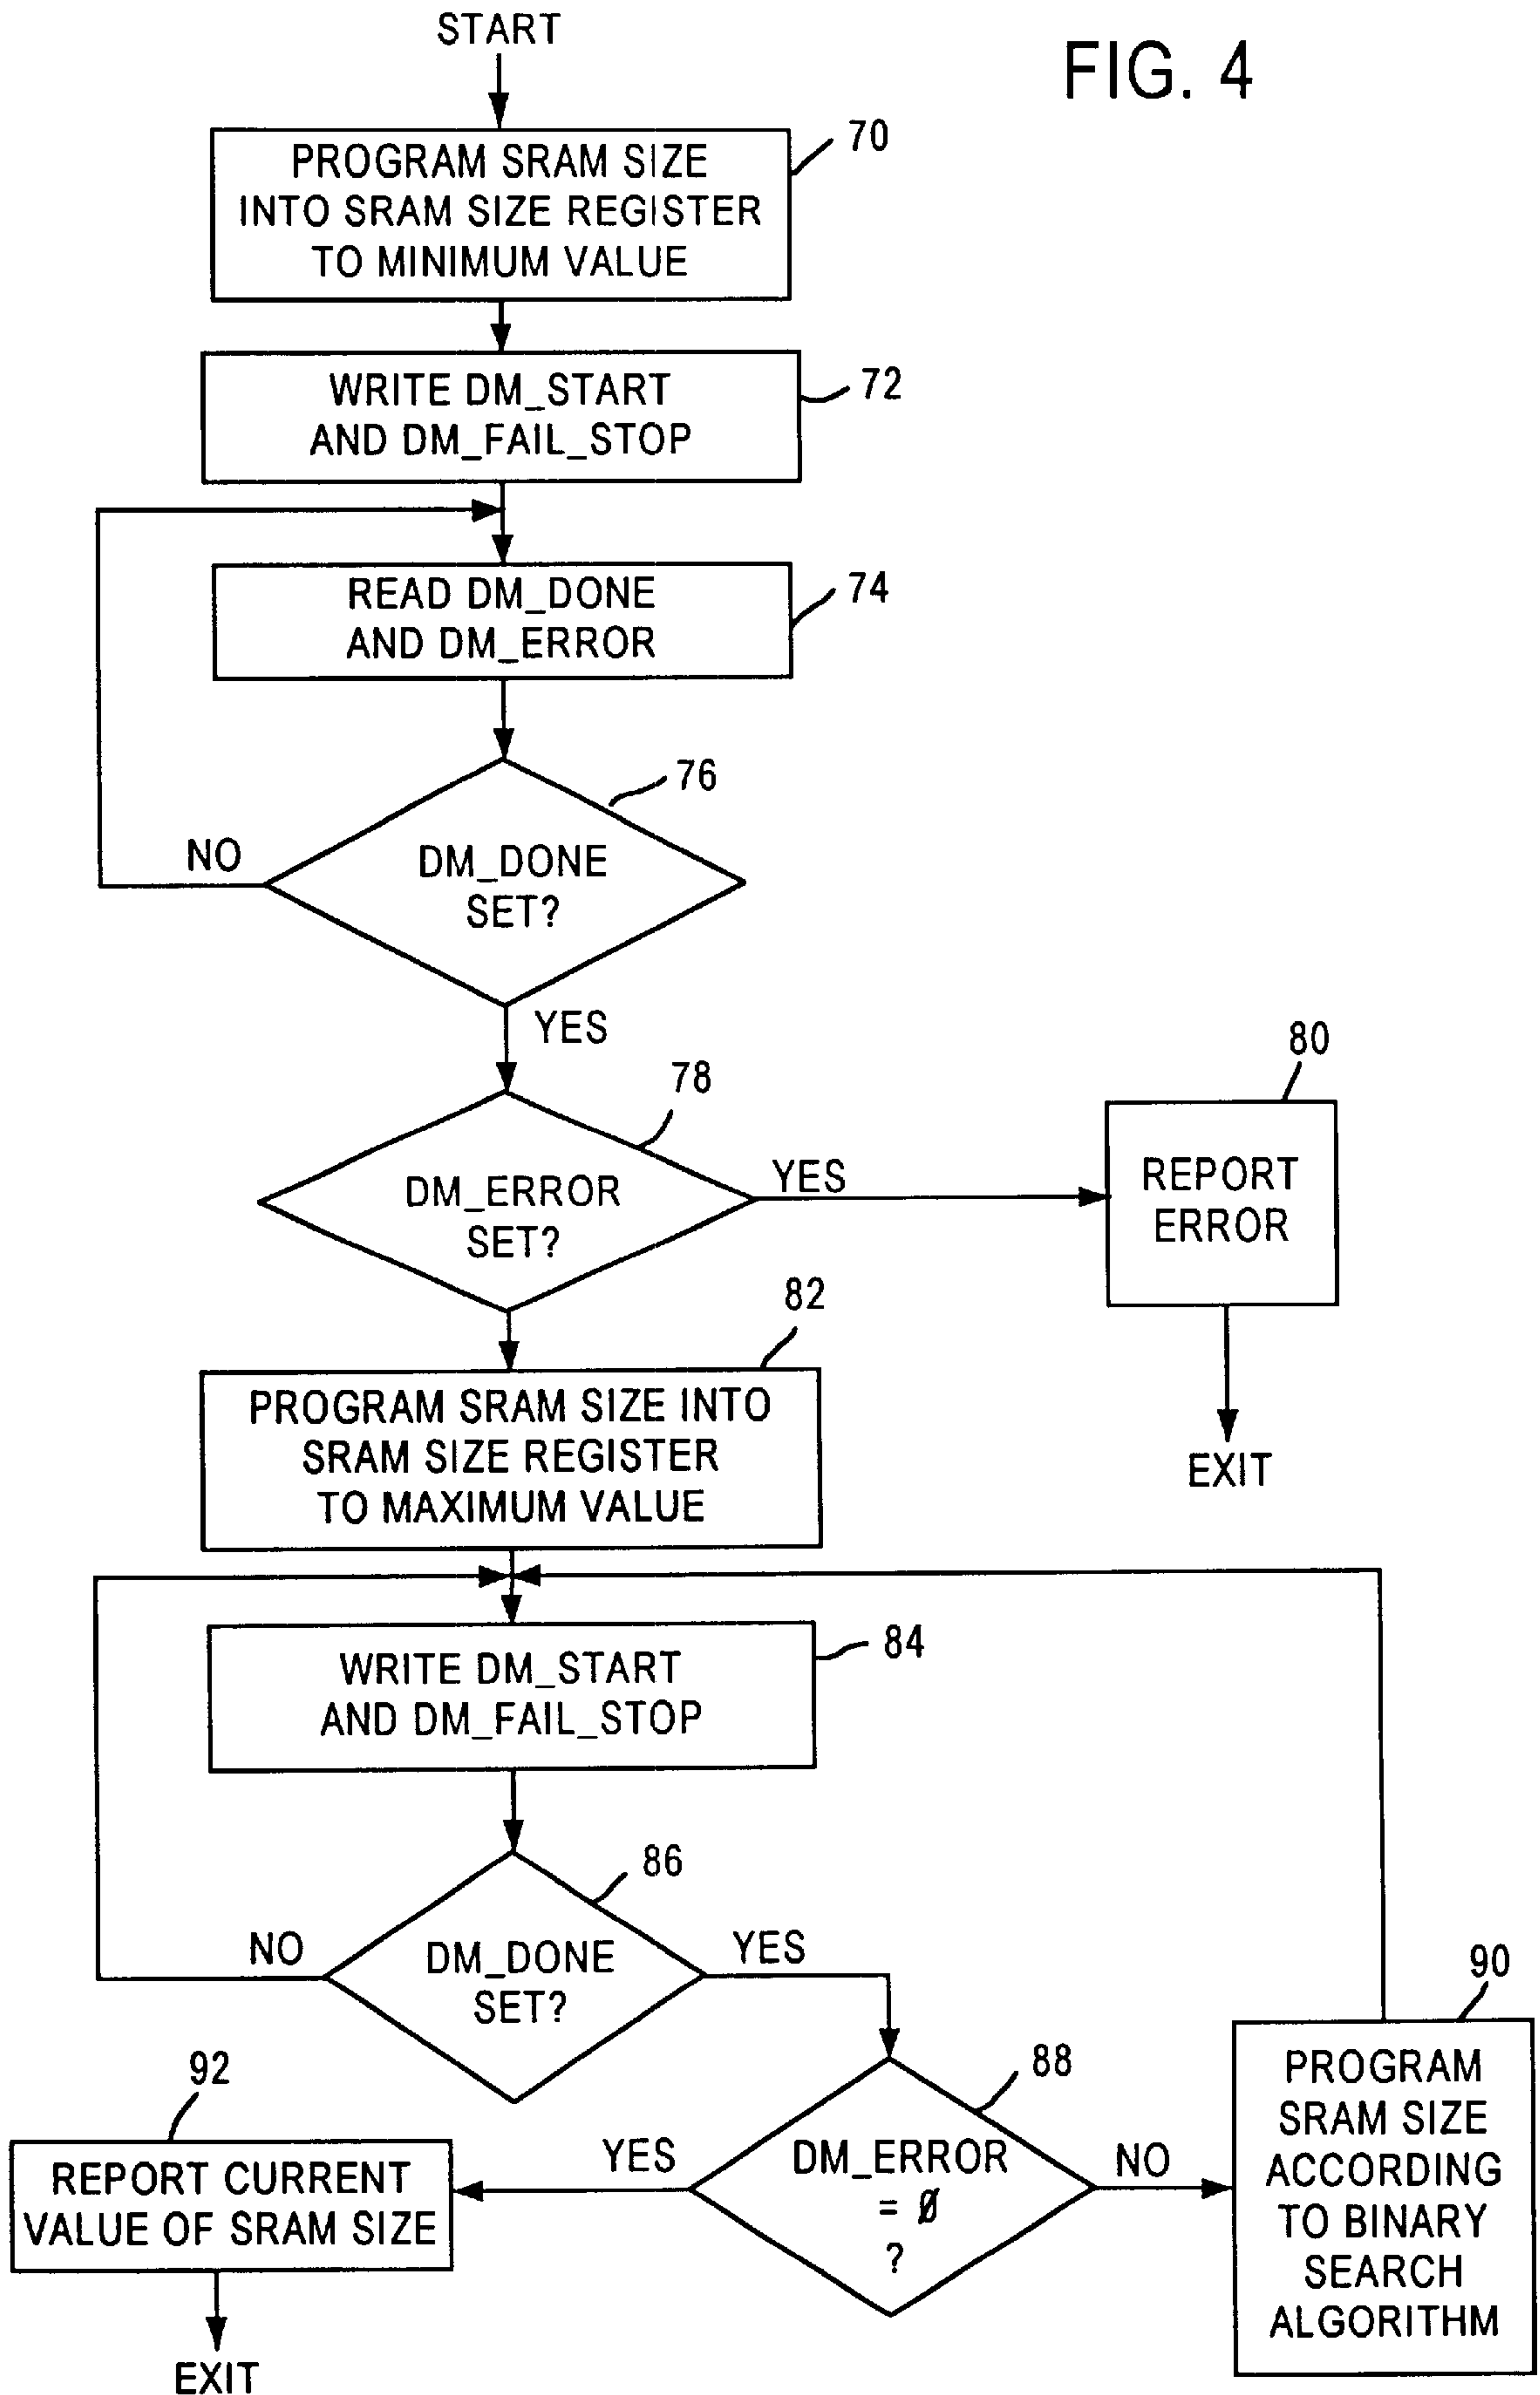 START
FIG. 4
70
PROGRAM SRAM SIZE
INTO SRAM SIZE REGISTER
TO MINIMUM VALUE
72
WRITE DM_START
AND DM_FAIL_STOP
74
READ DM_DONE
AND DM_ERROR
76
NO
DM_DONE
SET?
YES
78
80
DM_ERROR
SET?
YES
REPORT
ERROR
EXIT
82
PROGRAM SRAM SIZE INTO
SRAM SIZE REGISTER
TO MAXIMUM VALUE
84
WRITE DM_START
AND DM_FAIL_STOP
86
NO
DM_DONE
SET?
YES
88
DM_ERROR
= Ø
?
NO
90
PROGRAM
SRAM SIZE
ACCORDING
TO BINARY
SEARCH
ALGORITHM
YES
92
REPORT CURRENT
VALUE OF SRAM SIZE
EXIT